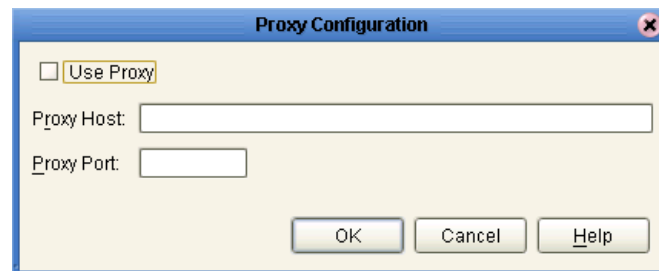 Proxy Configuration
Use Proxy
Proxy Host:
Proxy Port:
OK Cancel Help